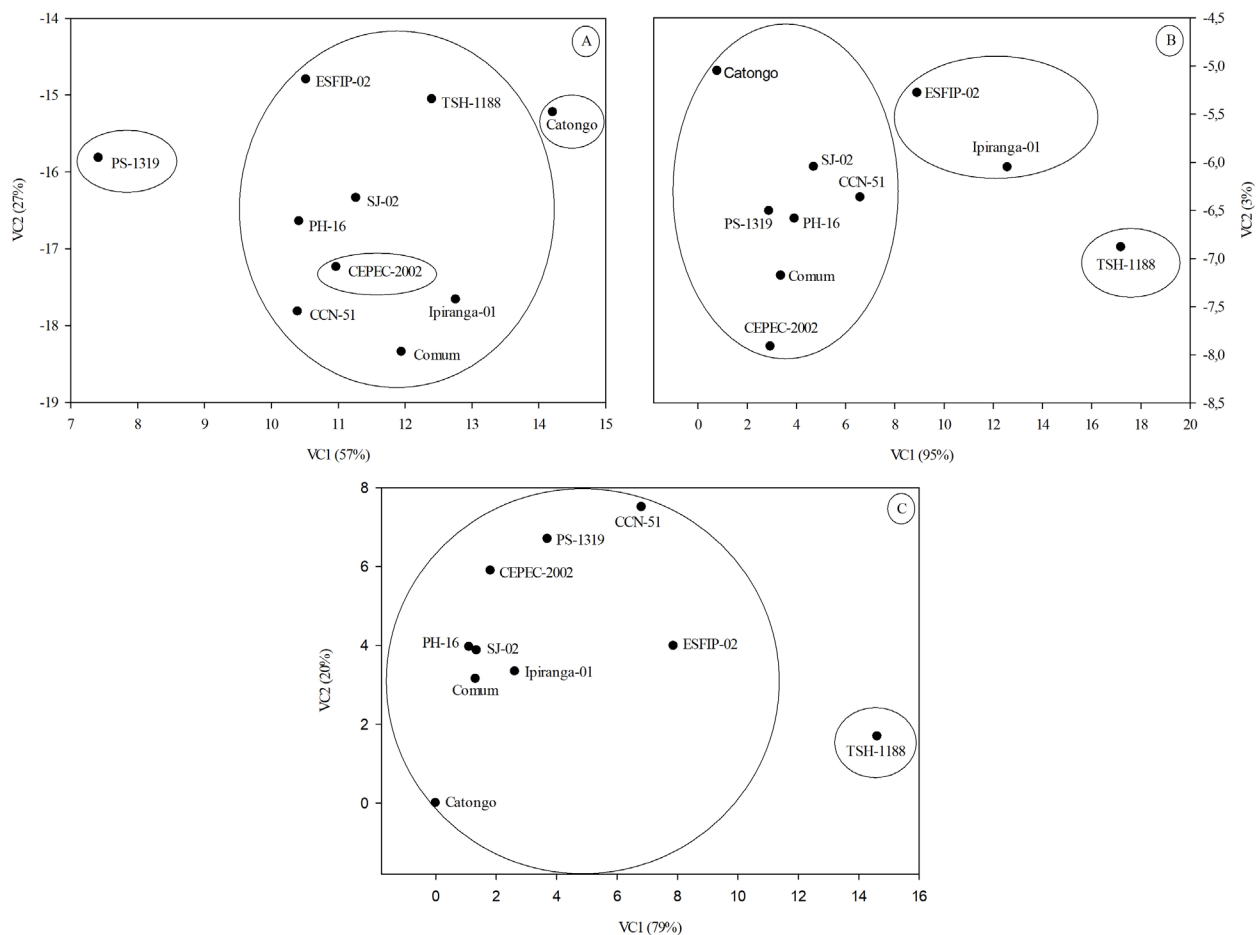 A
-14
-15
-16
-17
-18
-19
VC2 (27%)
ESFIP-02
TSH-1188
Catongo
PS-1319
SJ-02
PH-16
CEPEC-2002
Ipiranga-01
CCN-51
Comum
7 8 9 10 11 12 13 14 15
VC1 (57%)
B
-4,5
-5,0
-5,5
-6,0
-6,5
-7,0
-7,5
-8,0
-8,5
VC2 (3%)
Catongo
ESFIP-02
Ipiranga-01
SJ-02
CCN-51
PS-1319
PH-16
TSH-1188
Comum
CEPEC-2002
0 2 4 6 8 10 12 14 16 18 20
VC1 (95%)
C
8
6
4
2
0
VC2 (20%)
CCN-51
PS-1319
CEPEC-2002
PH-16
SJ-02
ESFIP-02
Ipiranga-01
Comum
TSH-1188
Catongo
0 2 4 6 8 10 12 14 16
VC1 (79%)